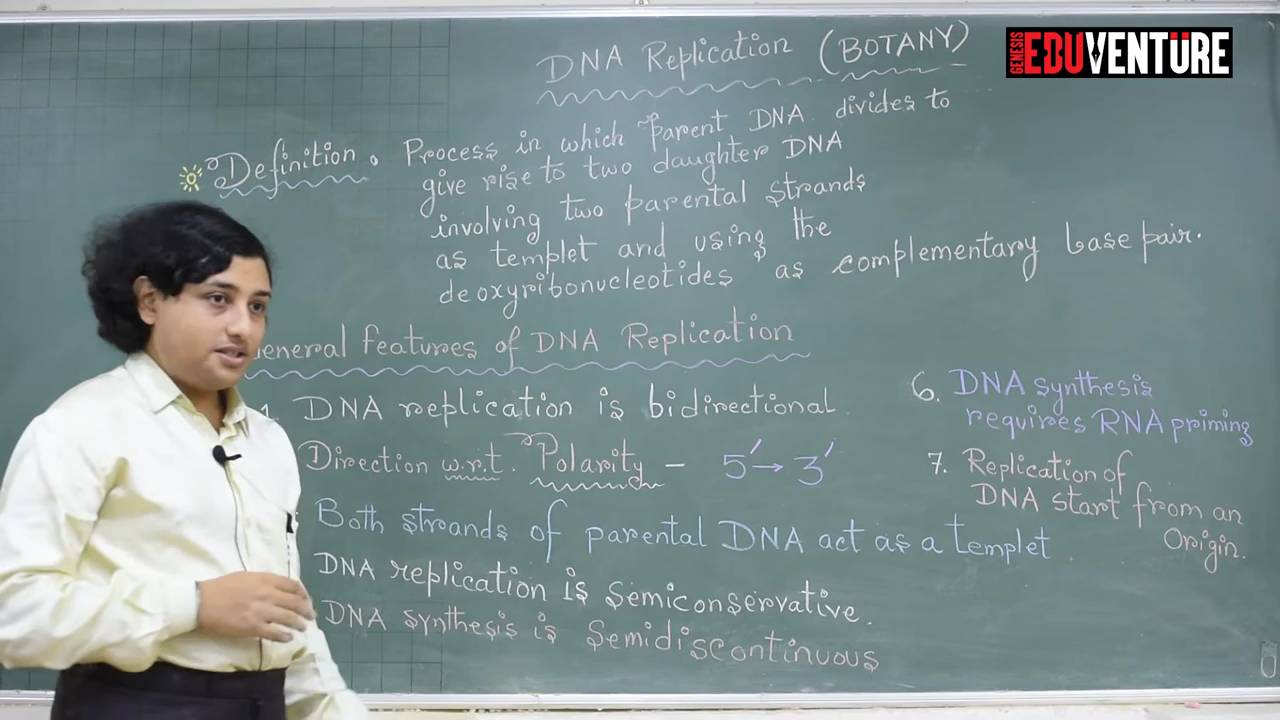 DNA Replication (BOTANY)
GENESIS EDUVENTURE
Definition. Process in which parent DNA divides to
give rise to two daughter DNA
involving two parental strands
as templet and using the
deoxyribonucleotides as complementary base pair.
eneral features of DNA Replication
1. DNA replication is bidirectional.
Direction w.r.t. Polarity – 5′→3′
Both strands of parental DNA act as a templet.
DNA replication is Semiconservative.
DNA synthesis is Semidiscontinuous
6. DNA synthesis
requires RNA priming
7. Replication of
DNA start from an
Origin.